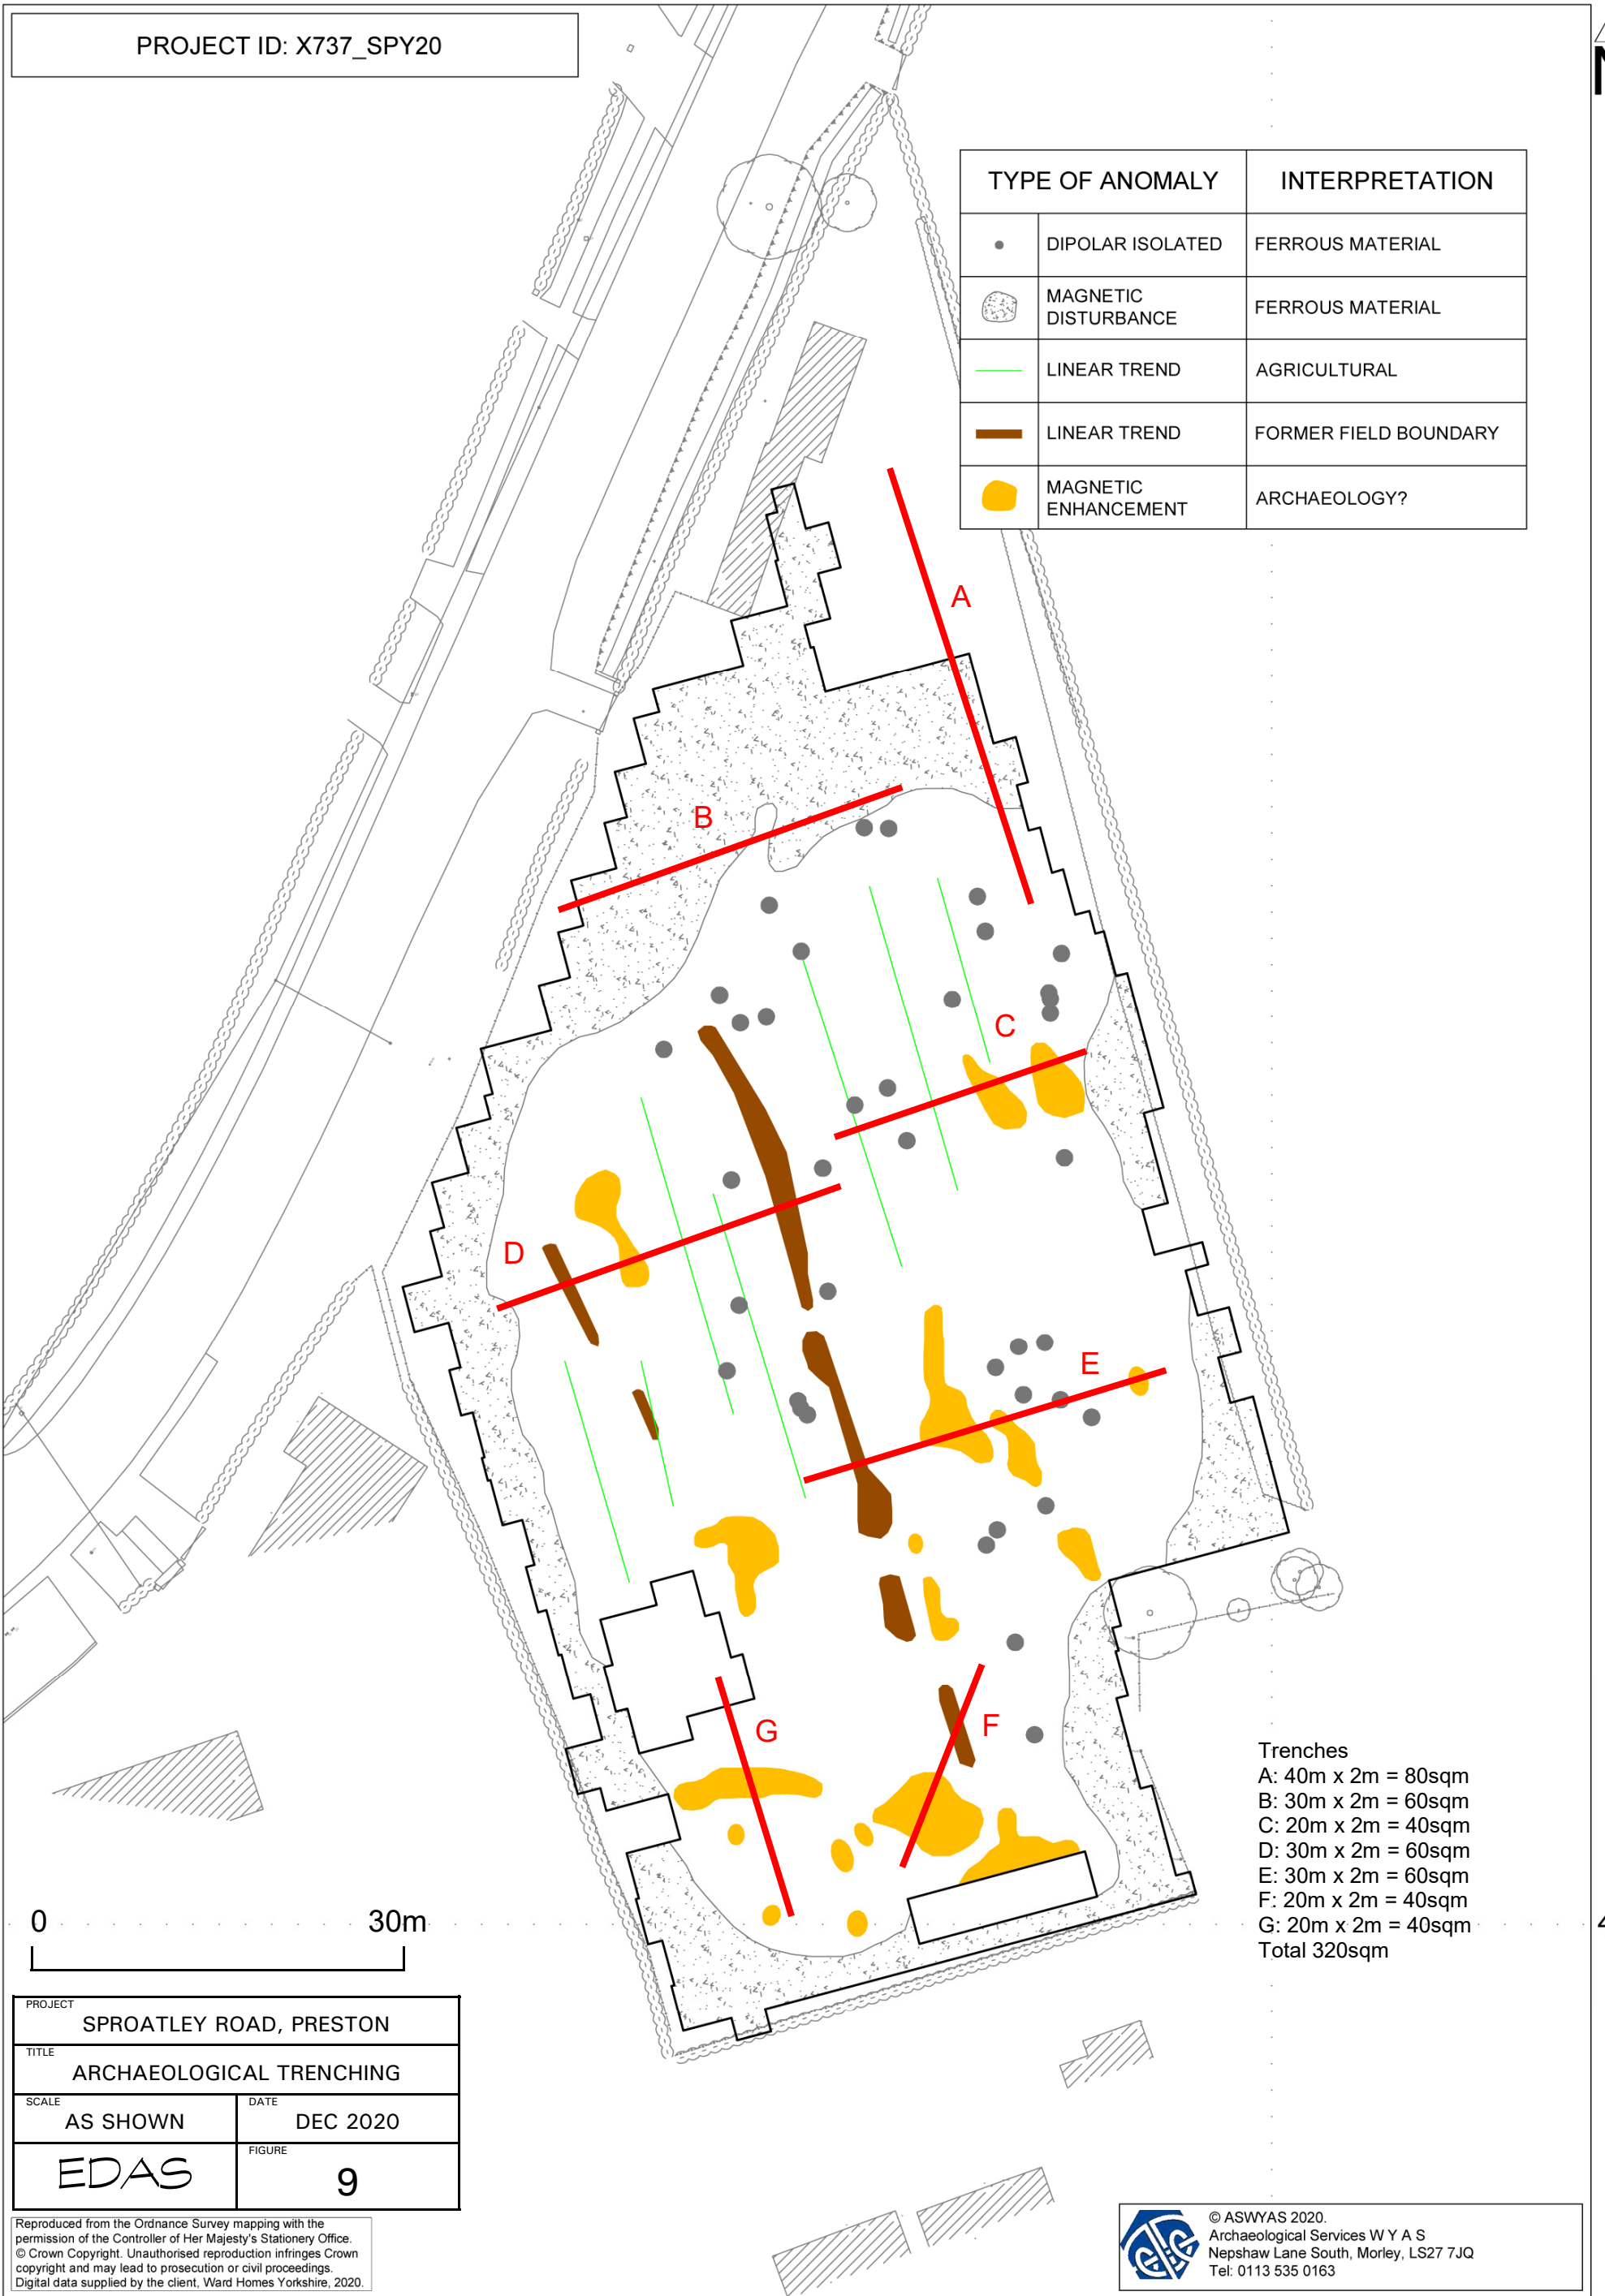 PROJECT ID: X737_SPY20
TYPE OF ANOMALY INTERPRETATION
DIPOLAR ISOLATED FERROUS MATERIAL
MAGNETIC
DISTURBANCE
FERROUS MATERIAL
LINEAR TREND AGRICULTURAL
LINEAR TREND FORMER FIELD BOUNDARY
MAGNETIC
ENHANCEMENT
ARCHAEOLOGY?
A
B
C
D
E
F
G
Trenches
A: 40m x 2m = 80sqm
B: 30m x 2m = 60sqm
C: 20m x 2m = 40sqm
D: 30m x 2m = 60sqm
E: 30m x 2m = 60sqm
F: 20m x 2m = 40sqm
G: 20m x 2m = 40sqm
Total 320sqm
0 30m
PROJECT
SPROATLEY ROAD, PRESTON
TITLE
ARCHAEOLOGICAL TRENCHING
SCALE
AS SHOWN
DATE
DEC 2020
EDAS
FIGURE
9
Reproduced from the Ordnance Survey mapping with the
permission of the Controller of Her Majesty's Stationery Office.
© Crown Copyright. Unauthorised reproduction infringes Crown
copyright and may lead to prosecution or civil proceedings.
Digital data supplied by the client, Ward Homes Yorkshire, 2020.
© ASWYAS 2020.
Archaeological Services W Y A S
Nepshaw Lane South, Morley, LS27 7JQ
Tel: 0113 535 0163